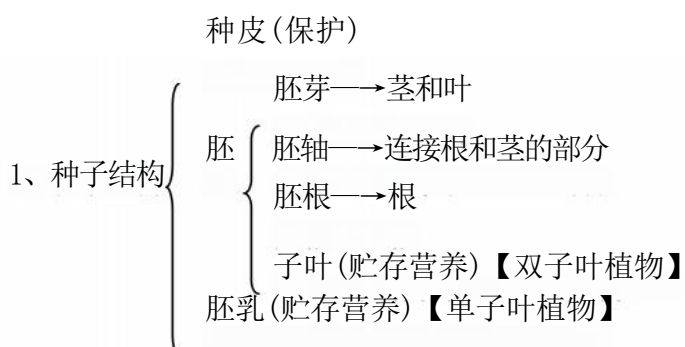 种皮(保护)
胚芽—→茎和叶
胚
胚轴—→连接根和茎的部分
1、种子结构
胚根—→根
子叶(贮存营养)【双子叶植物】
胚乳(贮存营养)【单子叶植物】